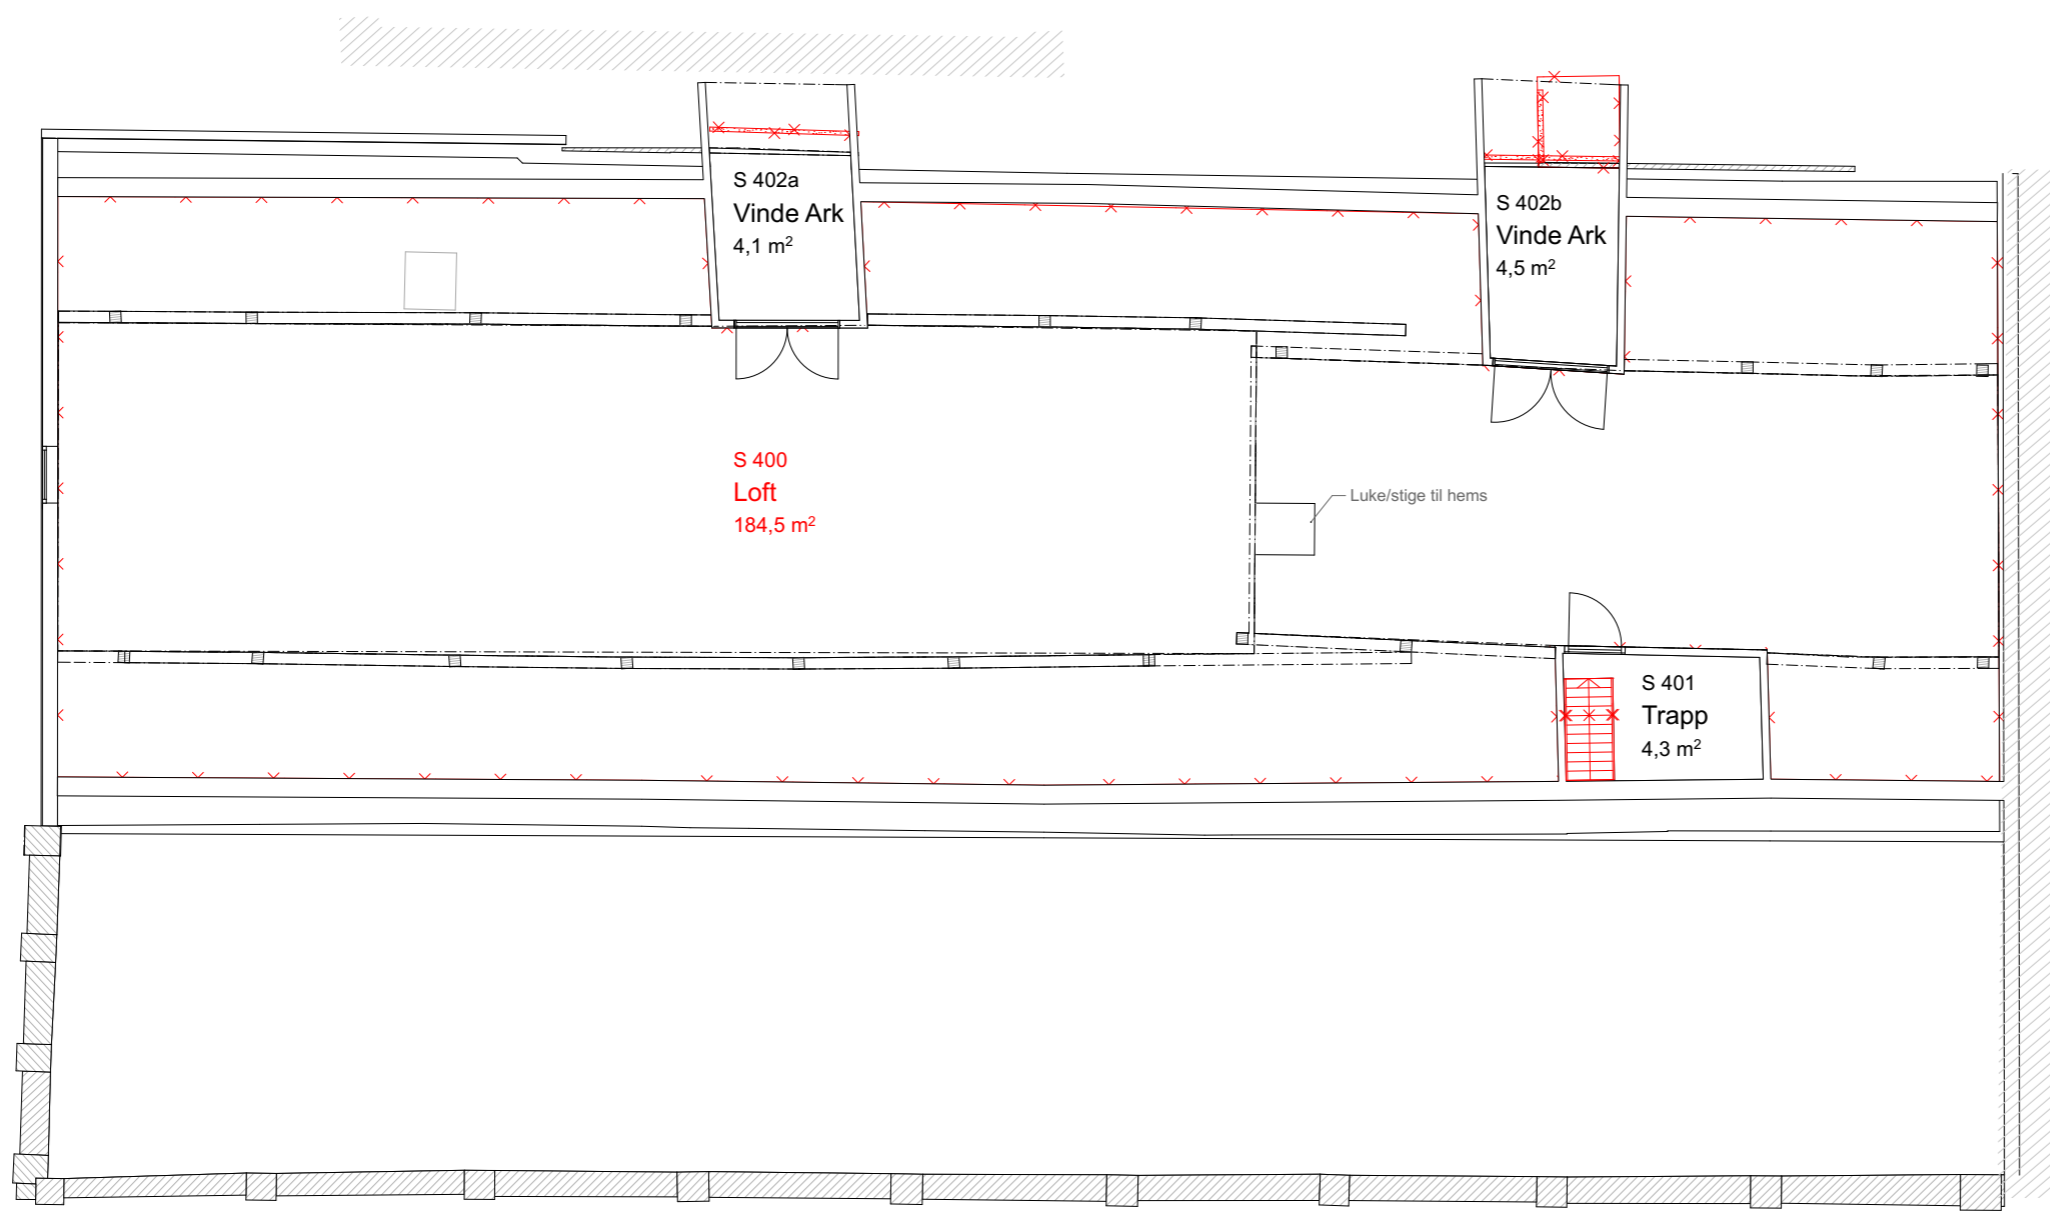 S 402a
Vinde Ark
4,1 m²
S 402b
Vinde Ark
4,5 m²
S 400
Loft
184,5 m²
Luke/stige til hems
S 401
Trapp
4,3 m²